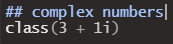 ## complex numbers
class(3 + 1i)